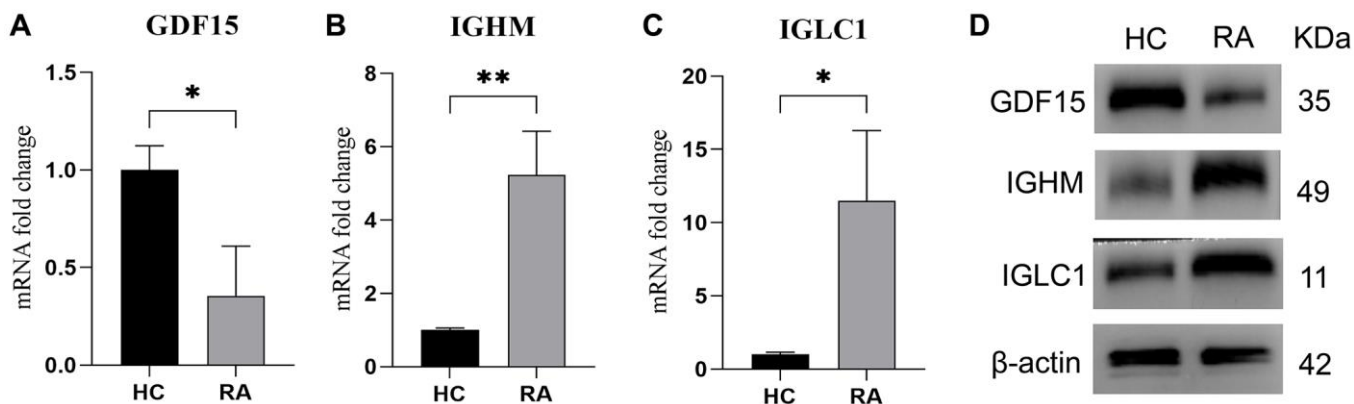 A GDF15
*
mRNA fold change
1.5
1.0
0.5
0.0
HC RA
B IGHM
**
mRNA fold change
8
6
4
2
0
HC RA
C IGLC1
*
mRNA fold change
20
15
10
5
0
HC RA
D HC RA KDa
GDF15 35
IGHM 49
IGLC1 11
β-actin 42